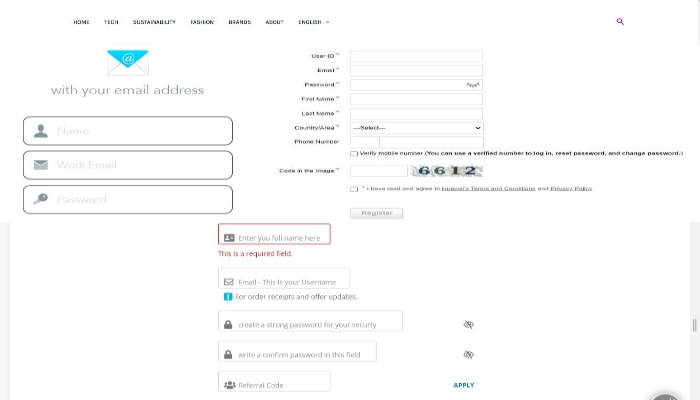 HOME TECH SUSTAINABILITY FASHION BRANDS ABOUT ENGLISH
@
with your email address
Name
Work Email
Password
User ID *
Email *
Password *
First Name *
Last Name *
Country/Area * ---Select---
Phone Number
Verify mobile number (You can use a verified number to log in, reset password, and change password.)
Code in the Image * 6612
* I have read and agree to Huawei's Terms and Conditions and Privacy Policy
Register
Enter you full name here
This is a required field.
Email - This is your Username
i For order receipts and offer updates.
create a strong password for your securty
write a confirm password in this field
Referral Code APPLY